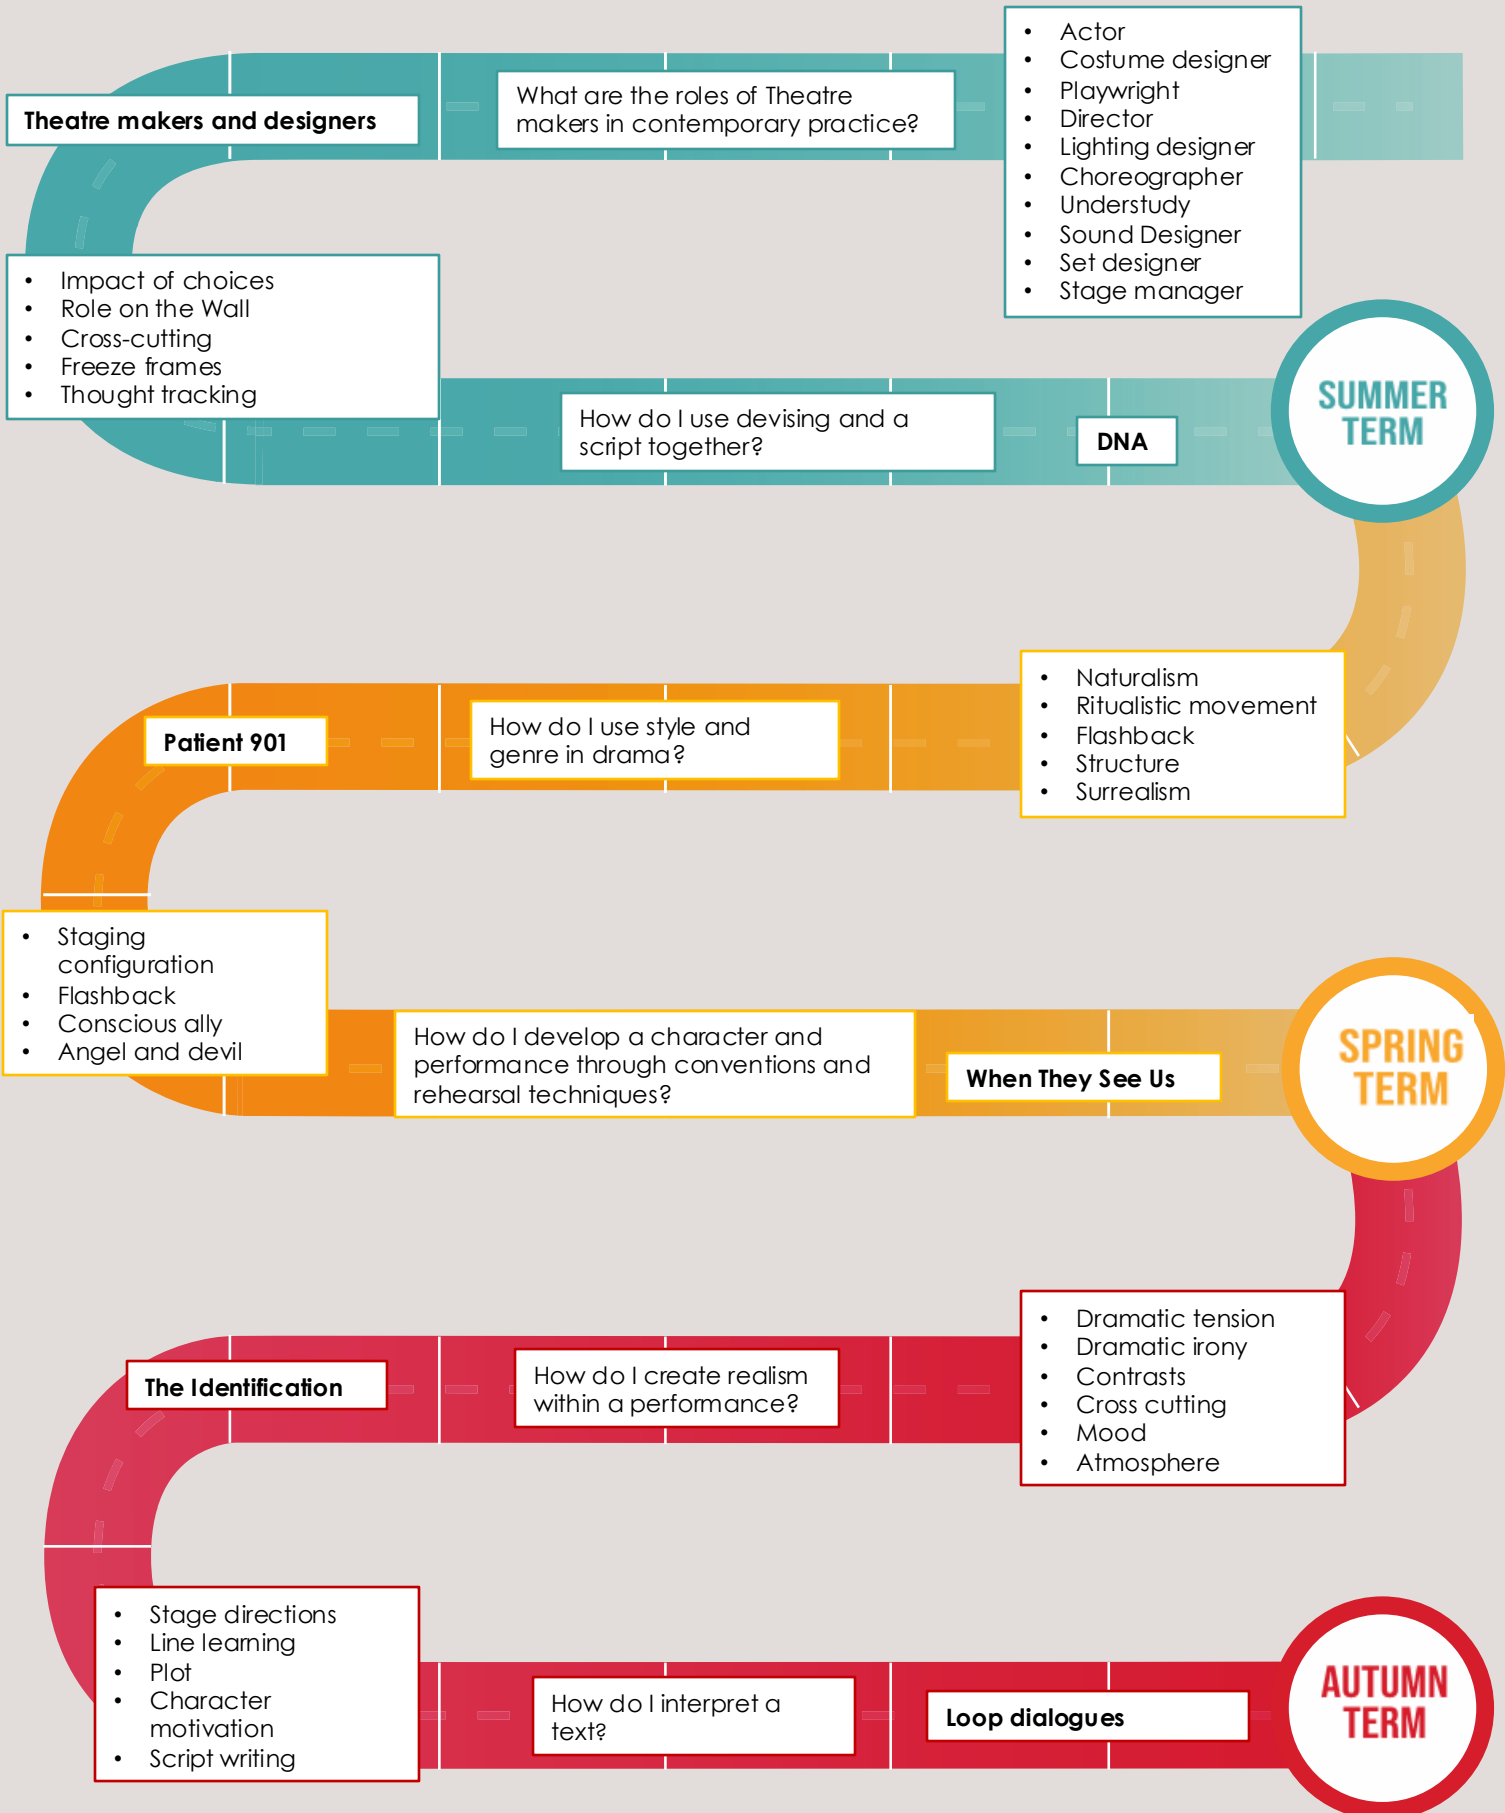 Theatre makers and designers
What are the roles of Theatre
makers in contemporary practice?
• Actor
• Costume designer
• Playwright
• Director
• Lighting designer
• Choreographer
• Understudy
• Sound Designer
• Set designer
• Stage manager
• Impact of choices
• Role on the Wall
• Cross-cutting
• Freeze frames
• Thought tracking
How do I use devising and a
script together?
DNA
SUMMER
TERM
Patient 901
How do I use style and
genre in drama?
• Naturalism
• Ritualistic movement
• Flashback
• Structure
• Surrealism
• Staging
configuration
• Flashback
• Conscious ally
• Angel and devil
How do I develop a character and
performance through conventions and
rehearsal techniques?
When They See Us
SPRING
TERM
The Identification
How do I create realism
within a performance?
• Dramatic tension
• Dramatic irony
• Contrasts
• Cross cutting
• Mood
• Atmosphere
• Stage directions
• Line learning
• Plot
• Character
motivation
• Script writing
How do I interpret a
text?
Loop dialogues
AUTUMN
TERM